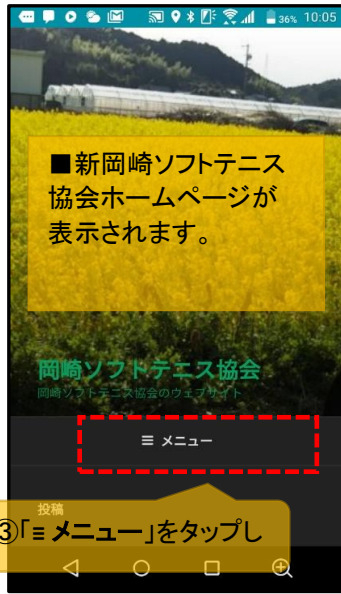 36% 10:05
■新岡崎ソフトテニス
協会ホームページが
表示されます。
岡崎ソフトテニス協会
岡崎ソフトテニス協会のウェブサイト
≡ メニュー
投稿
③「≡ メニュー」をタップし